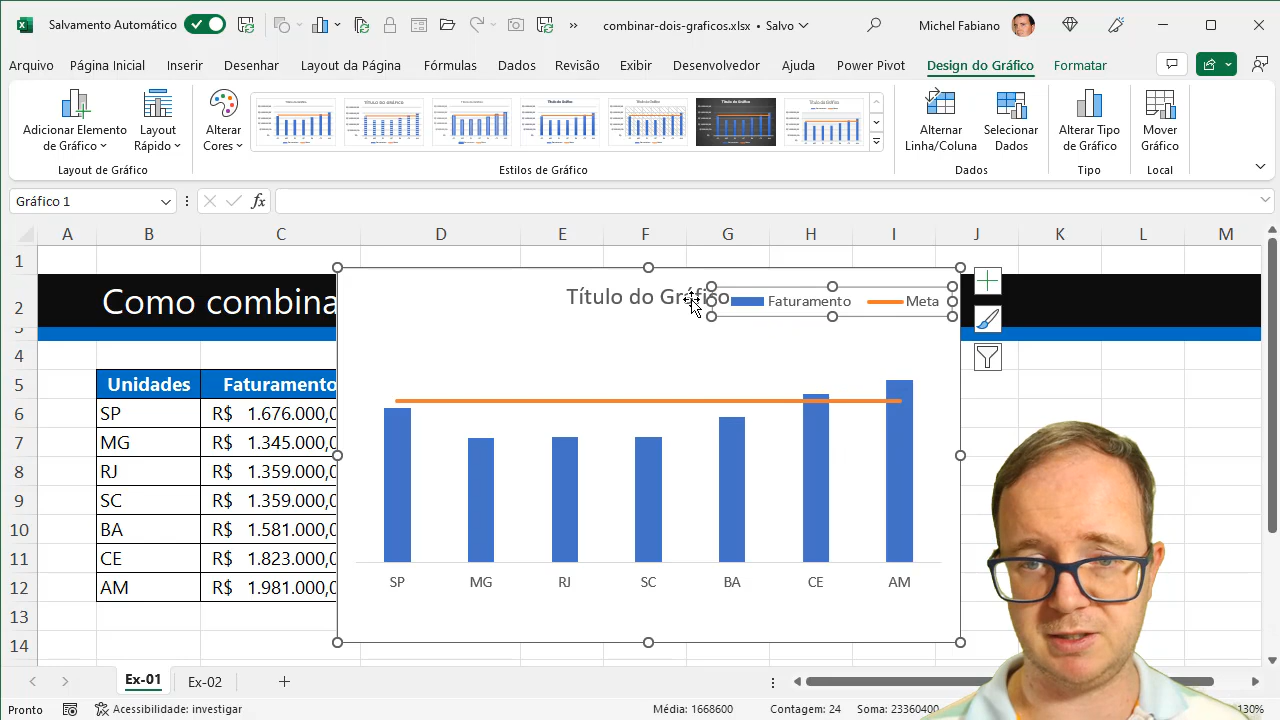 Salvamento Automático
combinar-dois-graficos.xlsx • Salvo
Michel Fabiano
Arquivo Página Inicial Inserir Desenhar Layout da Página Fórmulas Dados Revisão Exibir Desenvolvedor Ajuda Power Pivot Design do Gráfico Formatar
Adicionar Elemento de Gráfico
Layout Rápido
Alterar Cores
Alternar Linha/Coluna
Selecionar Dados
Alterar Tipo de Gráfico
Mover Gráfico
Layout de Gráfico
Estilos de Gráfico
Dados
Tipo
Local
Gráfico 1
fx
A B C D E F G H I J K L M
1
2 Como combina
Título do Gráfico
Faturamento Meta
4
5 Unidades Faturamento
6 SP R$ 1.676.000,0
7 MG R$ 1.345.000,0
8 RJ R$ 1.359.000,0
9 SC R$ 1.359.000,0
10 BA R$ 1.581.000,0
11 CE R$ 1.823.000,0
12 AM R$ 1.981.000,0
13
14
SP MG RJ SC BA CE AM
Ex-01 Ex-02
Pronto Acessibilidade: investigar Média: 1668600 Contagem: 24 Soma: 23360400 130%